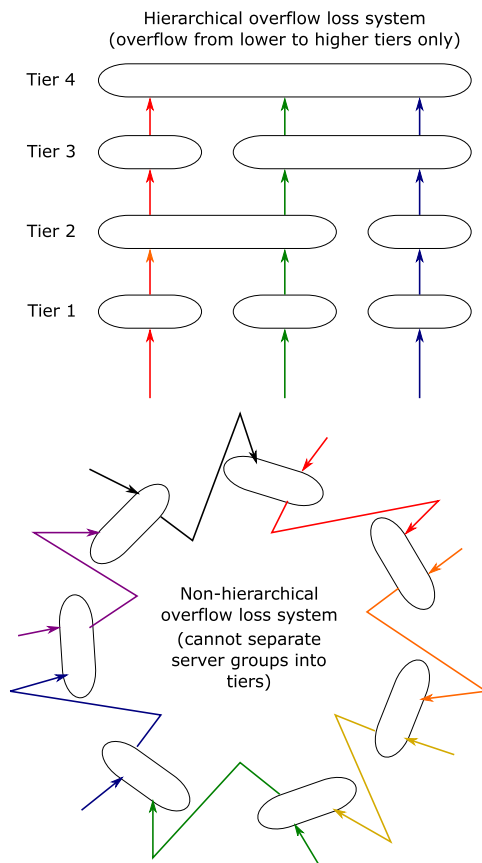 Hierarchical overflow loss system
(overflow from lower to higher tiers only)
Tier 4
Tier 3
Tier 2
Tier 1
Non-hierarchical
overflow loss system
(cannot separate
server groups into
tiers)